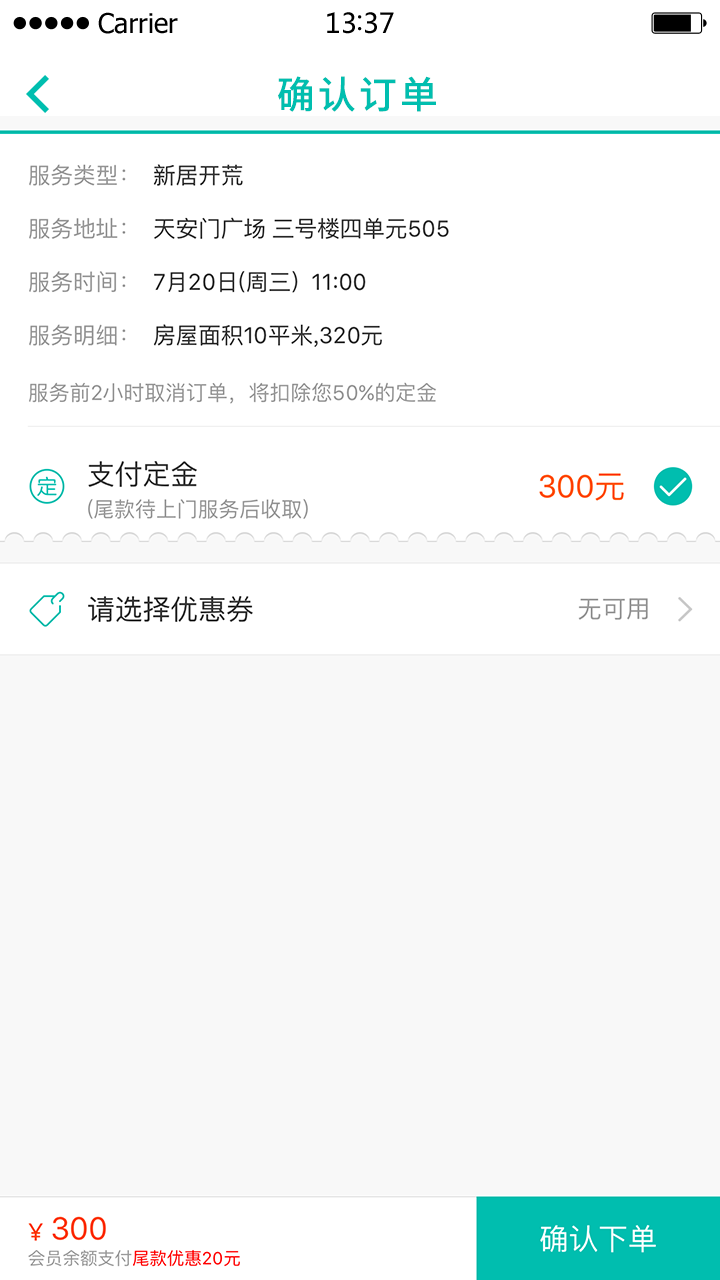 Carrier 13:37
确认订单
服务类型： 新居开荒
服务地址： 天安门广场 三号楼四单元505
服务时间： 7月20日(周三) 11:00
服务明细： 房屋面积10平米,320元
服务前2小时取消订单，将扣除您50%的定金
定 支付定金 300元
(尾款待上门服务后收取)
请选择优惠券 无可用
¥ 300
会员余额支付尾款优惠20元
确认下单